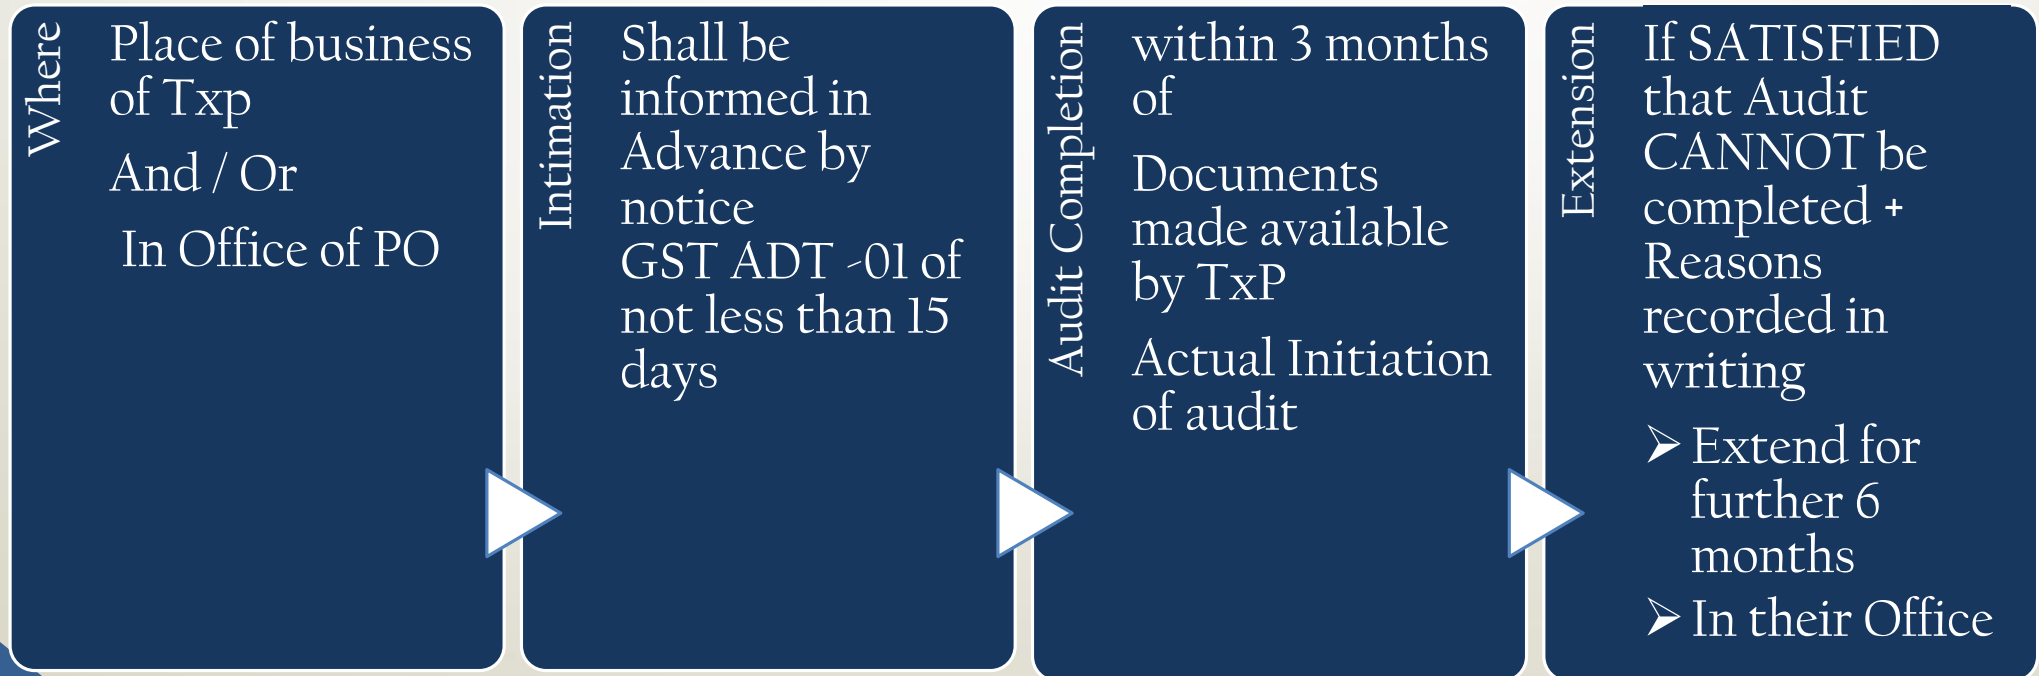 Where
Place of business
of Txp
And / Or
In Office of PO
Intimation
Shall be
informed in
Advance by
notice
GST ADT -01 of
not less than 15
days
Audit Completion
within 3 months
of
Documents
made available
by TxP
Actual Initiation
of audit
Extension
If SATISFIED
that Audit
CANNOT be
completed +
Reasons
recorded in
writing
➢ Extend for
further 6
months
➢ In their Office